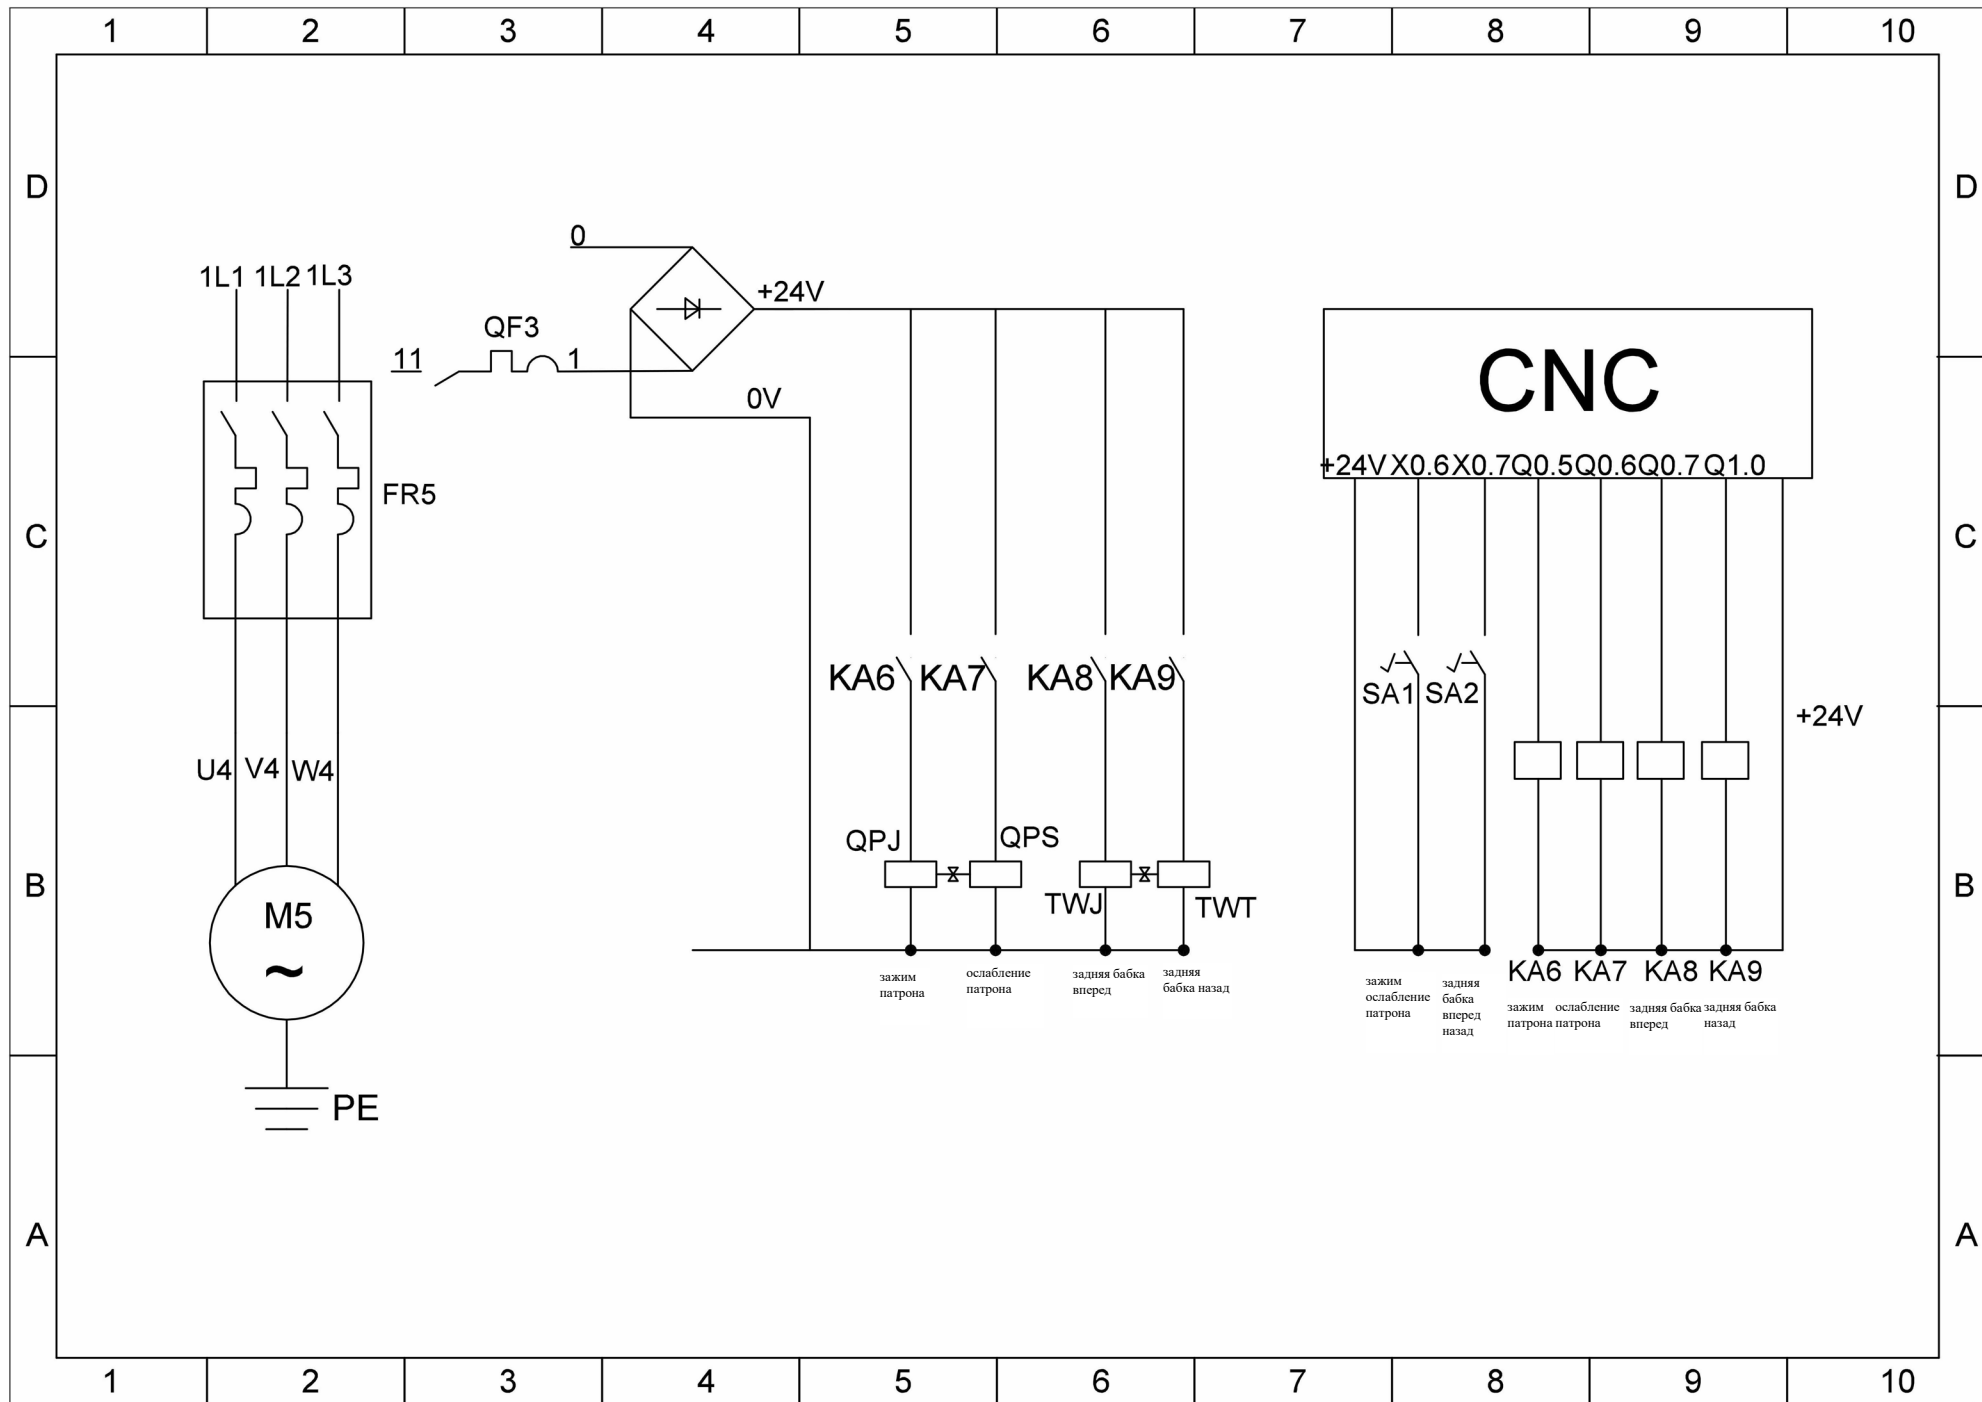 1 2 3 4 5 6 7 8 9 10
D D
0
1L1 1L2 1L3
+24V
QF3
11 1
0V
CNC
+24V X0.6 X0.7 Q0.5 Q0.6 Q0.7 Q1.0
FR5
C C
KA6 KA7 KA8 KA9
SA1 SA2
+24V
U4 V4 W4
QPJ QPS
B B
TWJ TWT
M5
~
зажим
патрона
ослабление
патрона
задняя бабка
вперед
задняя
бабка назад
зажим
ослабление
патрона
задняя
бабка
вперед
назад
KA6 KA7 KA8 KA9
зажим
патрона
ослабление
патрона
задняя бабка
вперед
задняя бабка
назад
PE
A A
1 2 3 4 5 6 7 8 9 10